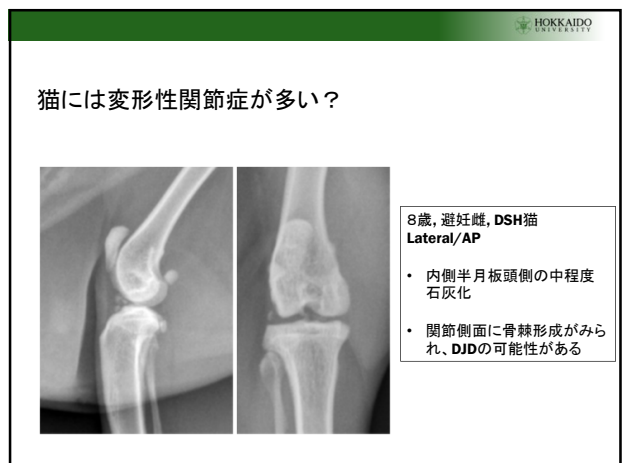 HOKKAIDO
UNIVERSITY
猫には変形性関節症が多い？
8歳, 避妊雌, DSH猫
Lateral/AP
• 内側半月板頭側の中程度
石灰化
• 関節側面に骨棘形成がみら
れ、DJDの可能性がある